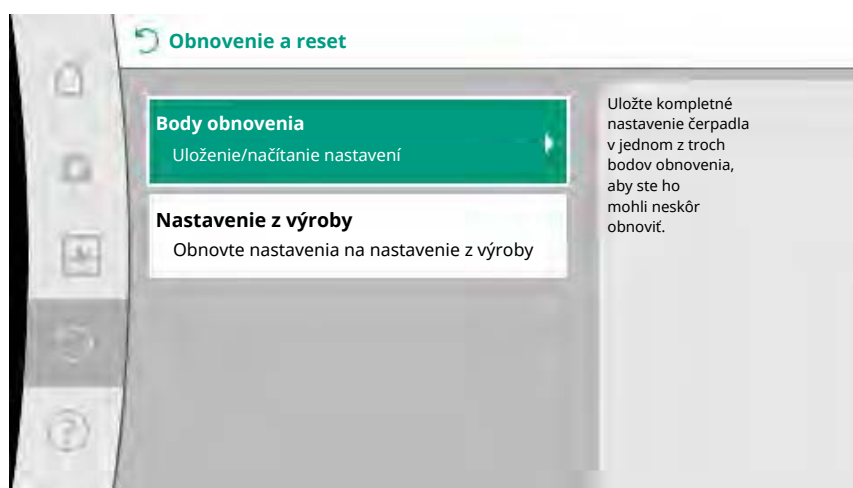 Obnovenie a reset
Body obnovenia
Uloženie/načítanie nastavení
Nastavenie z výroby
Obnovte nastavenia na nastavenie z výroby
Uložte kompletné
nastavenie čerpadla
v jednom z troch
bodov obnovenia,
aby ste ho
mohli neskôr
obnoviť.